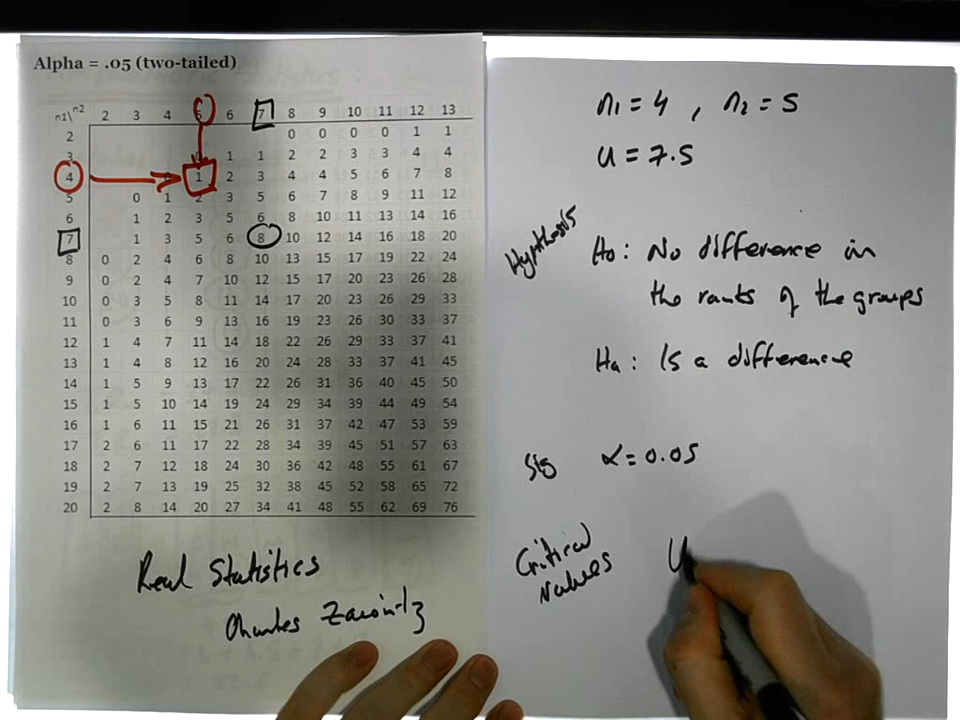 Alpha = .05 (two-tailed)
n1\n2 2 3 4 5 6 7 8 9 10 11 12 13
2 0 0 0 0 1 1
3 0 1 1 2 2 3 3 4 4
4 0 1 2 3 4 4 5 6 7 8
5 0 1 2 3 5 6 7 8 9 11 12
6 1 2 3 5 6 8 10 11 13 14 16
7 1 3 5 6 8 10 12 14 16 18 20
8 0 2 4 6 8 10 13 15 17 19 22 24
9 0 2 4 7 10 12 15 17 20 23 26 28
10 0 3 5 8 11 14 17 20 23 26 29 33
11 0 3 6 9 13 16 19 23 26 30 33 37
12 1 4 7 11 14 18 22 26 29 33 37 41
13 1 4 8 12 16 20 24 28 33 37 41 45
14 1 5 9 13 17 22 26 31 36 40 45 50
15 1 5 10 14 19 24 29 34 39 44 49 54
16 1 6 11 15 21 26 31 37 42 47 53 59
17 2 6 11 17 22 28 34 39 45 51 57 63
18 2 7 12 18 24 30 36 42 48 55 61 67
19 2 7 13 19 25 32 38 45 52 58 65 72
20 2 8 14 20 27 34 41 48 55 62 69 76
Real Statistics
Charles
n1 = 4 , n2 = 5
u = 7.5
Hypthosis
Ho: No difference in
the ranks of the groups
Ha: Is a difference
Sig α = 0.05
Critical
Values
U